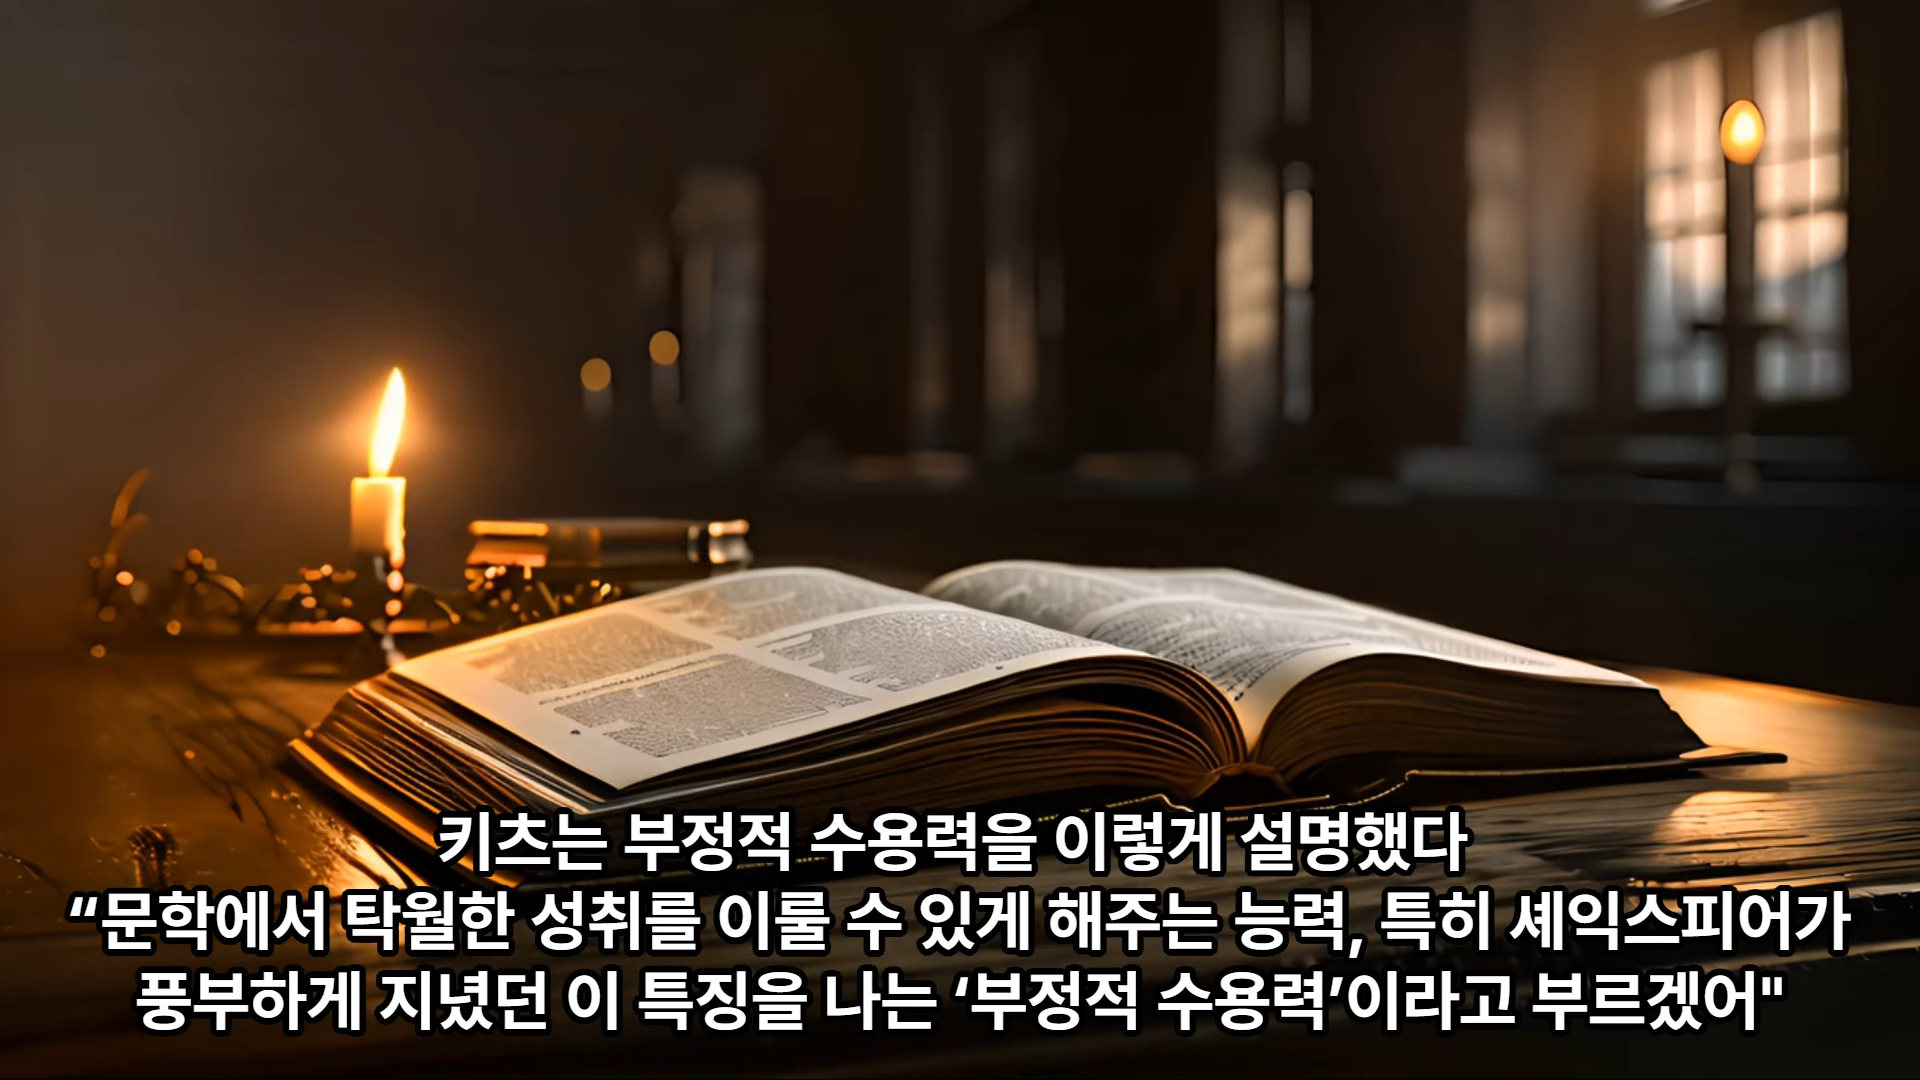 키츠는 부정적 수용력을 이렇게 설명했다
“문학에서 탁월한 성취를 이룰 수 있게 해주는 능력, 특히 셰익스피어가
풍부하게 지녔던 이 특징을 나는 ‘부정적 수용력’이라고 부르겠어"